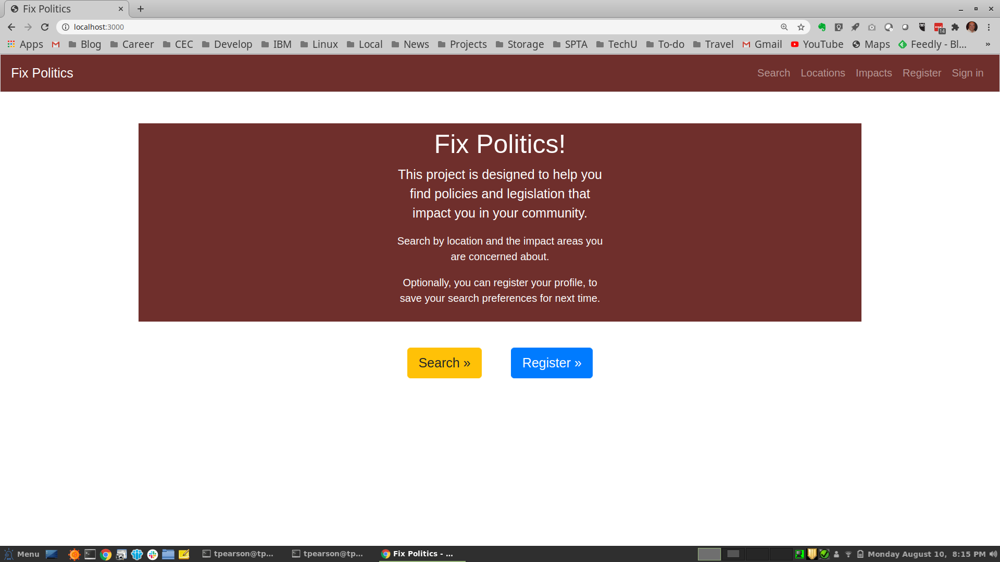 Fix Politics
localhost:3000
14
Apps Blog Career CEC Develop IBM Linux Local News Projects Storage SPTA TechU To-do Travel Gmail YouTube Maps Feedly - Bl... »
Fix Politics Search Locations Impacts Register Sign in
Fix Politics!
This project is designed to help you
find policies and legislation that
impact you in your community.
Search by location and the impact areas you
are concerned about.
Optionally, you can register your profile, to
save your search preferences for next time.
Search » Register »
Menu tpearson@tp... tpearson@tp... Fix Politics - ... Monday August 10, 8:15 PM